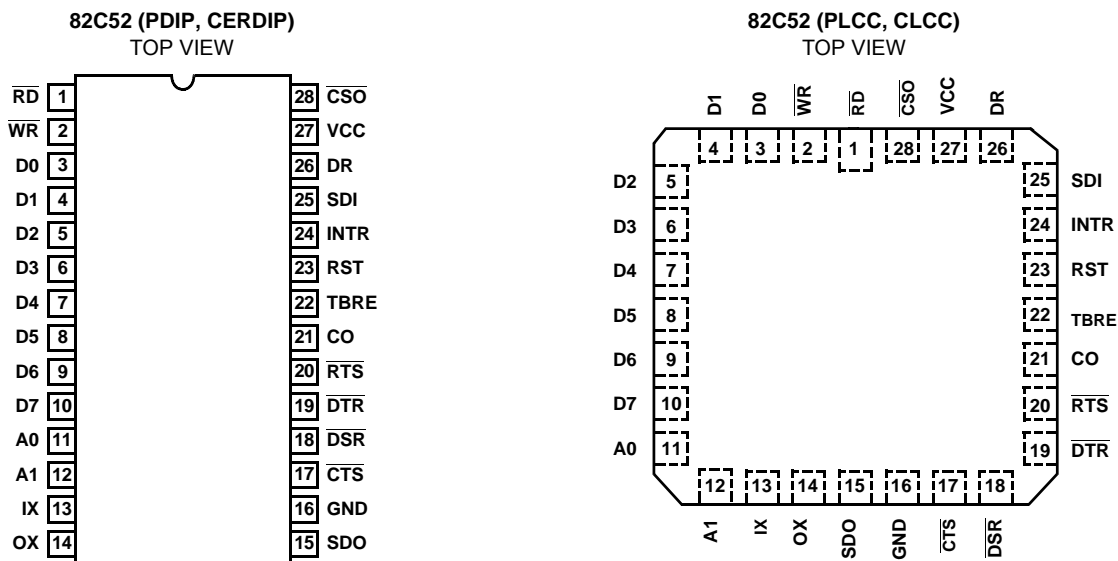 82C52 (PDIP, CERDIP)
TOP VIEW
RD 1 28 CSO
WR 2 27 VCC
D0 3 26 DR
D1 4 25 SDI
D2 5 24 INTR
D3 6 23 RST
D4 7 22 TBRE
D5 8 21 CO
D6 9 20 RTS
D7 10 19 DTR
A0 11 18 DSR
A1 12 17 CTS
IX 13 16 GND
OX 14 15 SDO
82C52 (PLCC, CLCC)
TOP VIEW
D1 D0 WR RD CSO VCC DR
4 3 2 1 28 27 26
D2 5 25 SDI
D3 6 24 INTR
D4 7 23 RST
D5 8 22 TBRE
D6 9 21 CO
D7 10 20 RTS
A0 11 19 DTR
12 13 14 15 16 17 18
A1 IX OX SDO GND CTS DSR